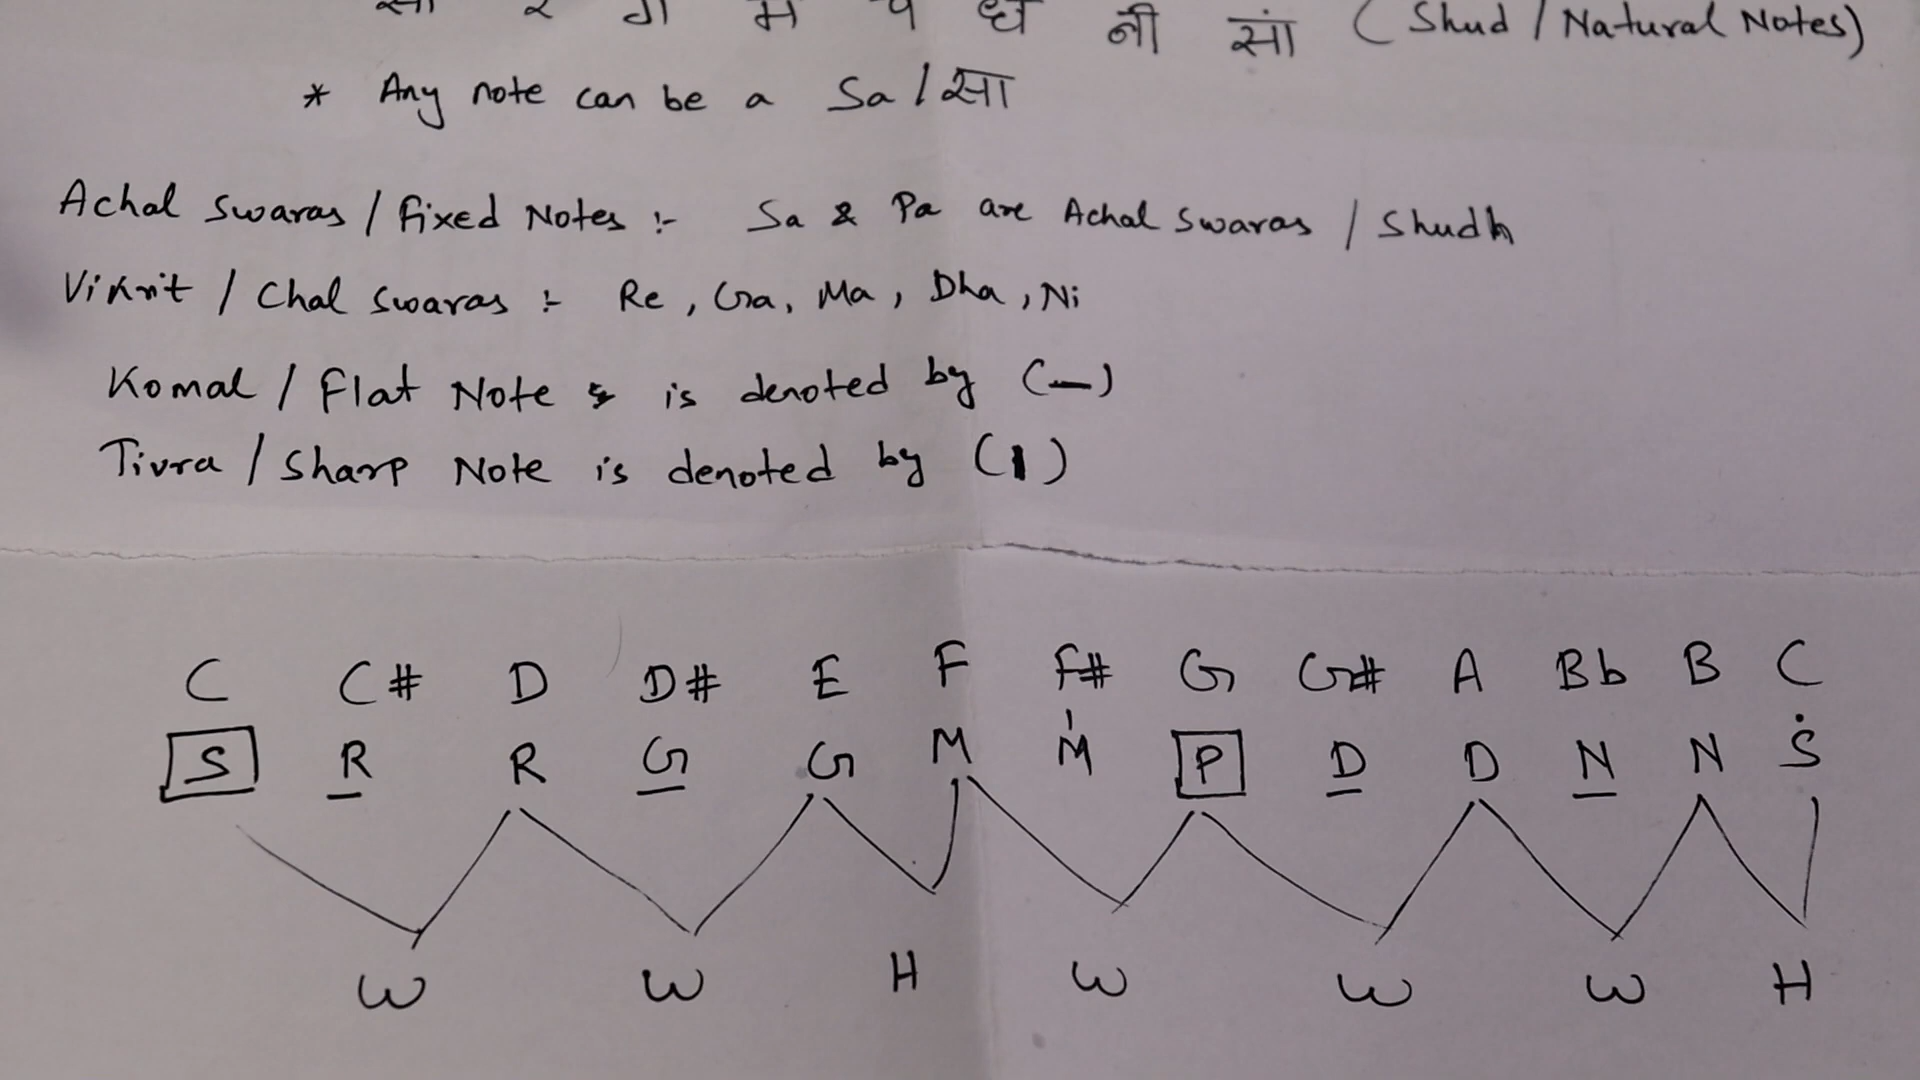 सा रे ग म प ध नी सां ( Shud / Natural Notes)
* Any note can be a Sa / सा
Achal Swaras / Fixed Notes :- Sa & Pa are Achal Swaras / Shudh
Vikrit / Chal Swaras :- Re, Ga, Ma, Dha, Ni
Komal / Flat Note is denoted by (—)
Tivra / Sharp Note is denoted by (|)
C C# D D# E F F# G G# A Bb B C
S R̲ R G̲ G M M̍ P D̲ D N̲ N Ṡ
W W H W W W H